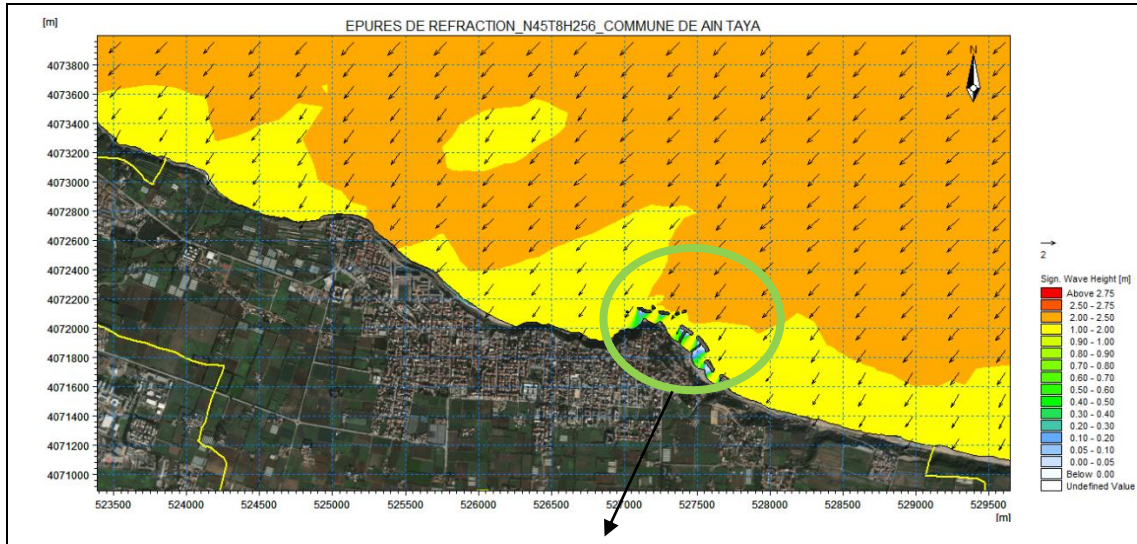 EPURES DE REFRACTION_N45T8H256_COMMUNE DE AIN TAYA
[m]
N
4073800
4073600
4073400
4073200
4073000
4072800
4072600
4072400
4072200
4072000
4071800
4071600
4071400
4071200
4071000
523500 524000 524500 525000 525500 526000 526500 527000 527500 528000 528500 529000 529500
[m]
2
Sign. Wave Height [m]
Above 2.75
2.50 - 2.75
2.00 - 2.50
1.00 - 2.00
0.90 - 1.00
0.80 - 0.90
0.70 - 0.80
0.60 - 0.70
0.50 - 0.60
0.40 - 0.50
0.30 - 0.40
0.20 - 0.30
0.10 - 0.20
0.05 - 0.10
0.00 - 0.05
Below 0.00
Undefined Value